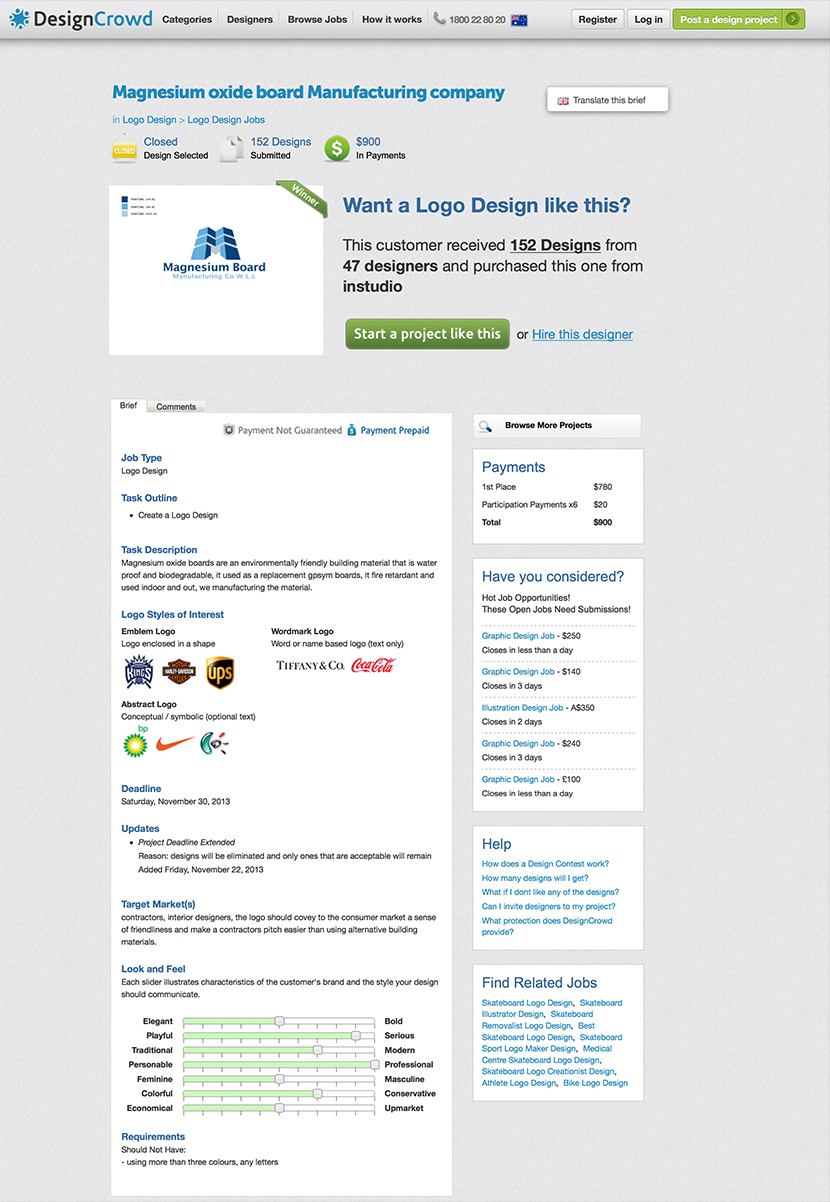 DesignCrowd Categories Designers Browse Jobs How it works 1800 22 80 20 Register Log in Post a design project
Magnesium oxide board Manufacturing company
Translate this brief
in Logo Design > Logo Design Jobs
CLOSED
Closed
Design Selected
152 Designs
Submitted
$
$900
In Payments
Winner
Magnesium Board
Manufacturing Co W.L.L
Want a Logo Design like this?
This customer received 152 Designs from
47 designers and purchased this one from
instudio
Start a project like this or Hire this designer
Brief Comments
Payment Not Guaranteed Payment Prepaid
Job Type
Logo Design
Task Outline
• Create a Logo Design
Task Description
Magnesium oxide boards are an environmentally friendly building material that is water
proof and biodegradable, it used as a replacement gpsym boards, it fire retardant and
used indoor and out, we manufacturing the material.
Logo Styles of Interest
Emblem Logo
Logo enclosed in a shape
KINGS
HARLEY-DAVIDSON
ups
Wordmark Logo
Word or name based logo (text only)
TIFFANY & CO.
Coca-Cola
Abstract Logo
Conceptual / symbolic (optional text)
bp
Deadline
Saturday, November 30, 2013
Updates
• Project Deadline Extended
Reason: designs will be eliminated and only ones that are acceptable will remain
Added Friday, November 22, 2013
Target Market(s)
contractors, interior designers, the logo should covey to the consumer market a sense
of friendliness and make a contractors pitch easier than using alternative building
materials.
Look and Feel
Each slider illustrates characteristics of the customer's brand and the style your design
should communicate.
Elegant Bold
Playful Serious
Traditional Modern
Personable Professional
Feminine Masculine
Colorful Conservative
Economical Upmarket
Requirements
Should Not Have:
- using more than three colours, any letters
Browse More Projects
Payments
1st Place $780
Participation Payments x6 $20
Total $900
Have you considered?
Hot Job Opportunities!
These Open Jobs Need Submissions!
Graphic Design Job - $250
Closes in less than a day
Graphic Design Job - $140
Closes in 3 days
Illustration Design Job - A$350
Closes in 2 days
Graphic Design Job - $240
Closes in 3 days
Graphic Design Job - £100
Closes in less than a day
Help
How does a Design Contest work?
How many designs will I get?
What if I dont like any of the designs?
Can I invite designers to my project?
What protection does DesignCrowd
provide?
Find Related Jobs
Skateboard Logo Design, Skateboard
Illustrator Design, Skateboard
Removalist Logo Design, Best
Skateboard Logo Design, Skateboard
Sport Logo Maker Design, Medical
Centre Skateboard Logo Design,
Skateboard Logo Creationist Design,
Athlete Logo Design, Bike Logo Design